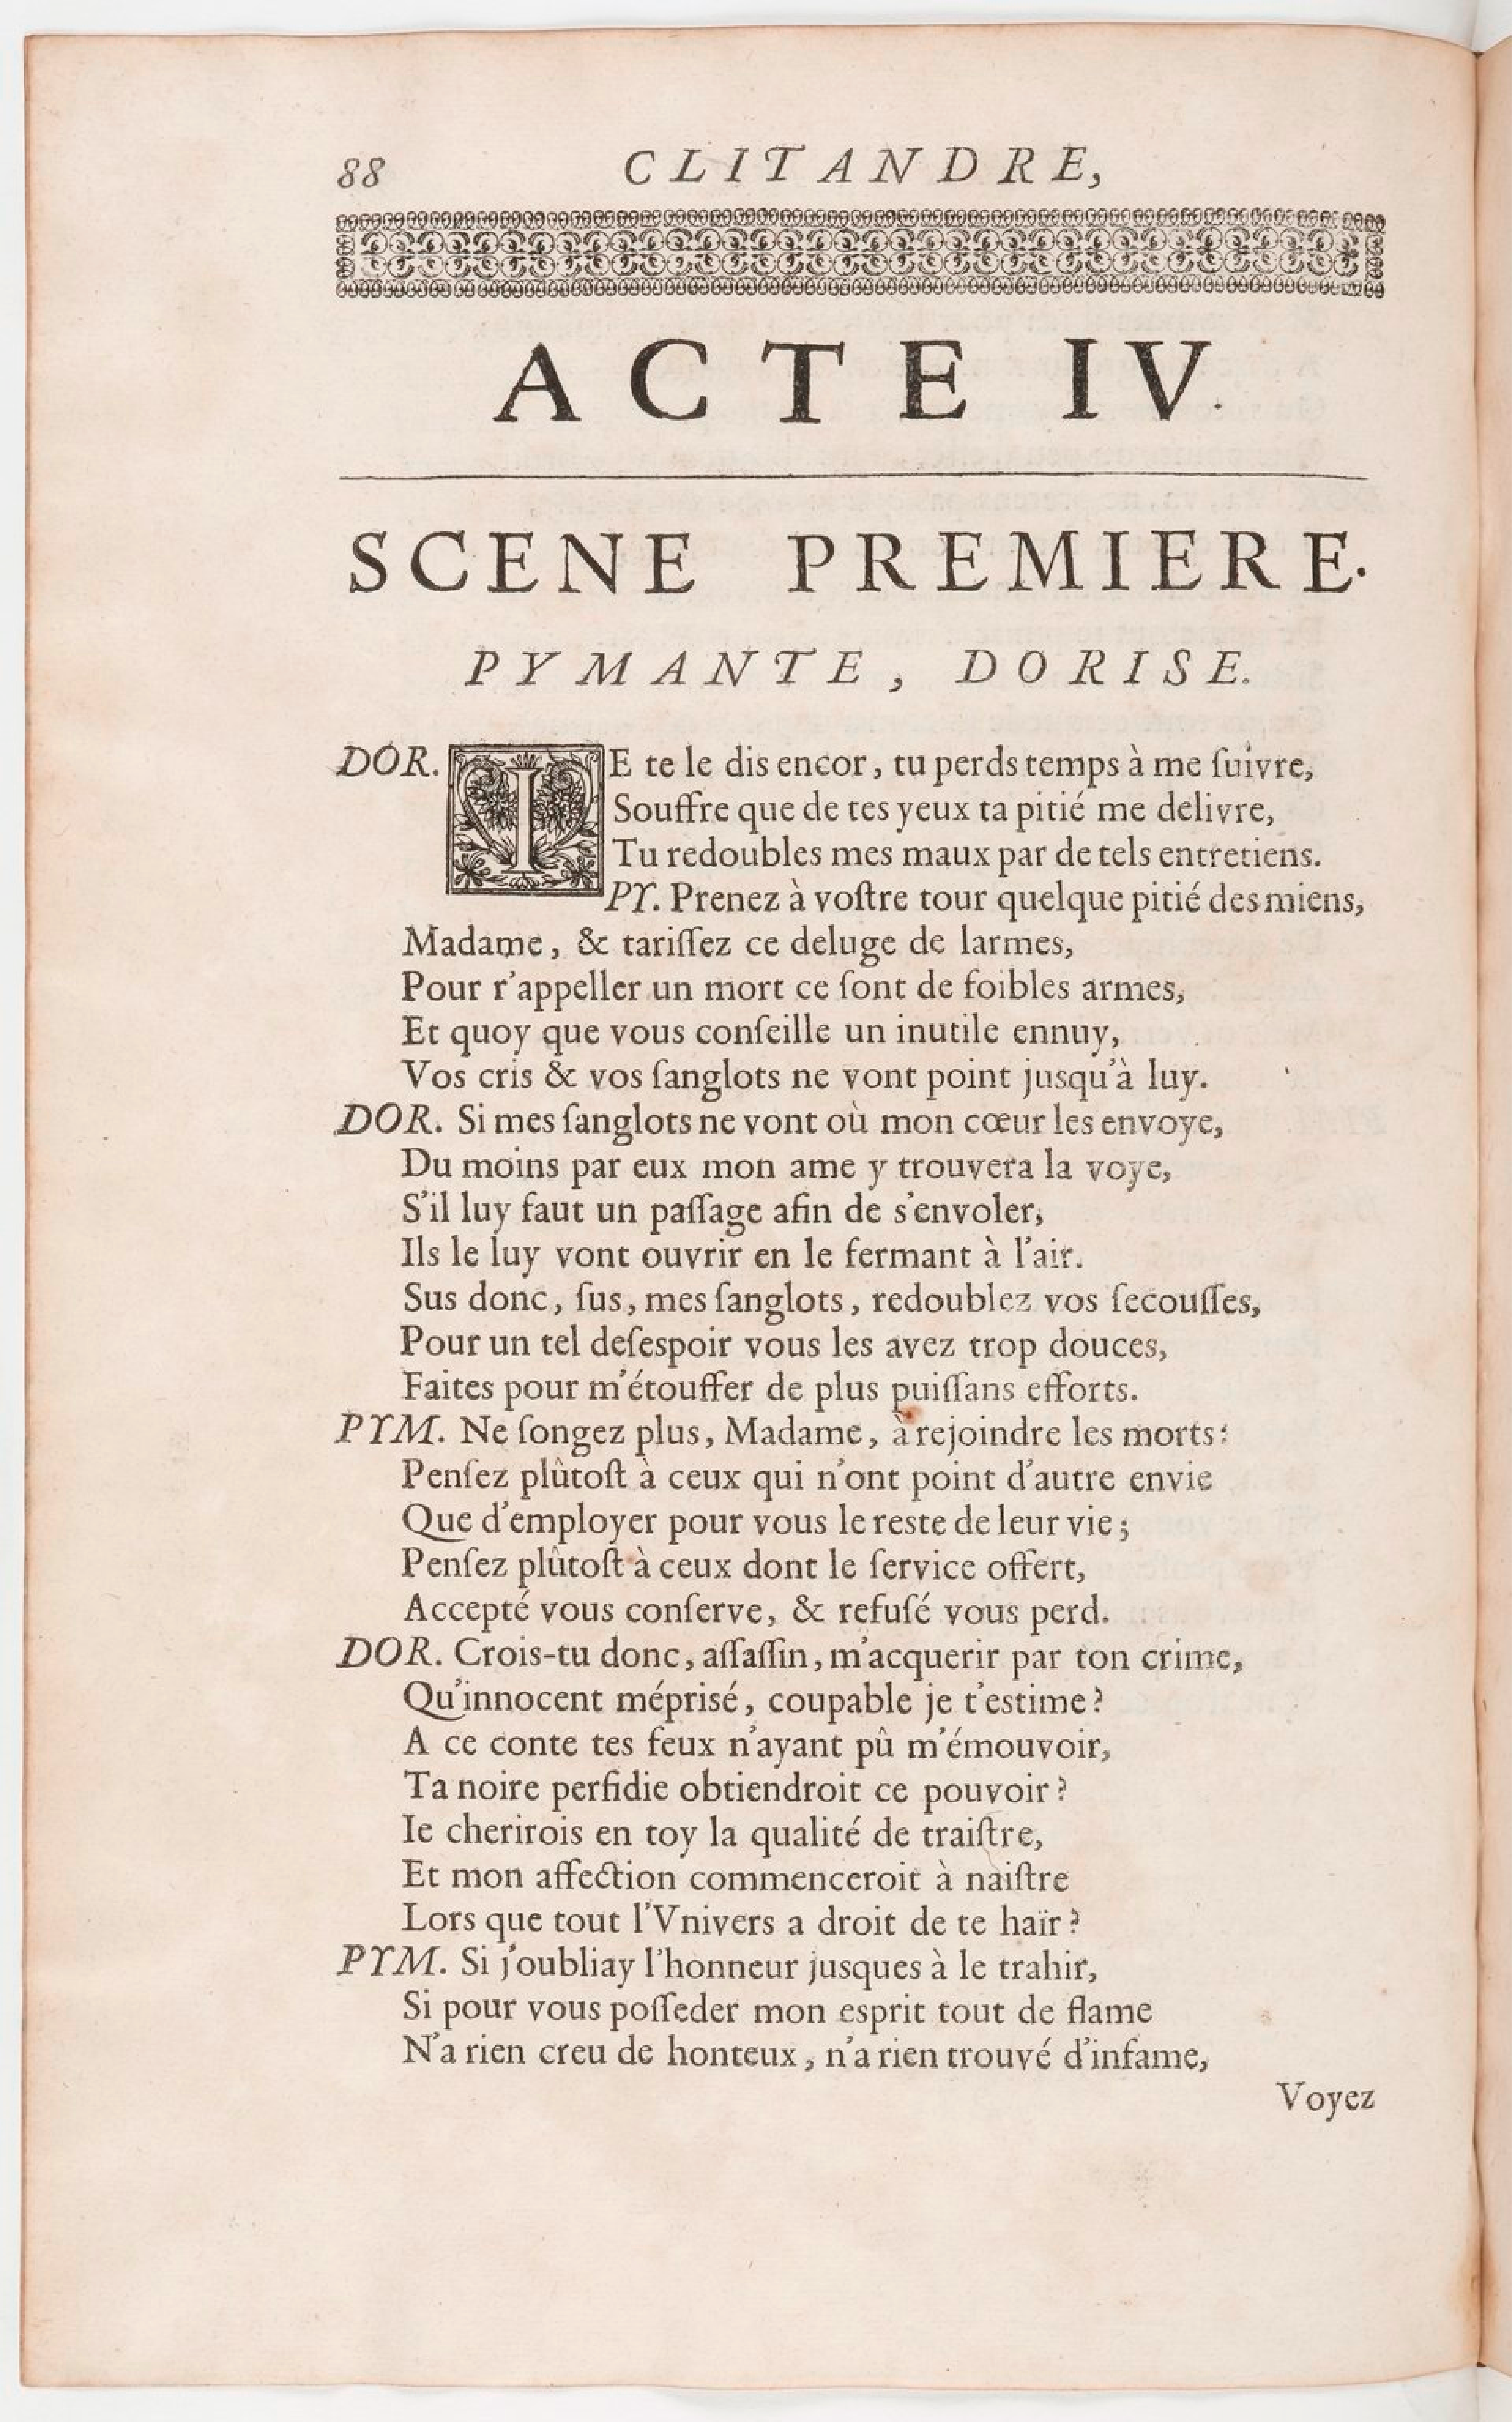 88 CLITANDRE,
ACTE IV.
SCENE PREMIERE.
PYMANTE, DORISE.
DOR. IE te le dis encor, tu perds temps à me ſuivre,
Souffre que de tes yeux ta pitié me delivre,
Tu redoubles mes maux par de tels entretiens.
PY. Prenez à voſtre tour quelque pitié des miens,
Madame, & tariſſez ce deluge de larmes,
Pour r'appeller un mort ce ſont de foibles armes,
Et quoy que vous conſeille un inutile ennuy,
Vos cris & vos ſanglots ne vont point jusqu'à luy.
DOR. Si mes ſanglots ne vont où mon cœur les envoye,
Du moins par eux mon ame y trouvera la voye,
S'il luy faut un paſſage afin de s'envoler,
Ils le luy vont ouvrir en le fermant à l'air.
Sus donc, ſus, mes ſanglots, redoublez vos ſecouſſes,
Pour un tel deſespoir vous les avez trop douces,
Faites pour m'étouffer de plus puiſſans efforts.
PYM. Ne ſongez plus, Madame, à rejoindre les morts:
Penſez plûtoſt à ceux qui n'ont point d'autre envie
Que d'employer pour vous le reste de leur vie;
Penſez plûtoſt à ceux dont le ſervice offert,
Accepté vous conſerve, & refuſé vous perd.
DOR. Crois-tu donc, aſſaſſin, m'acquerir par ton crime,
Qu'innocent méprisé, coupable je t'estime?
A ce conte tes feux n'ayant pû m'émouvoir,
Ta noire perfidie obtiendroit ce pouvoir?
Ie cherirois en toy la qualité de traiſtre,
Et mon affection commenceroit à naiſtre
Lors que tout l'Vnivers a droit de te haïr?
PYM. Si j'oubliay l'honneur jusques à le trahir,
Si pour vous poſſeder mon esprit tout de flame
N'a rien creu de honteux, n'a rien trouvé d'infame,
Voyez